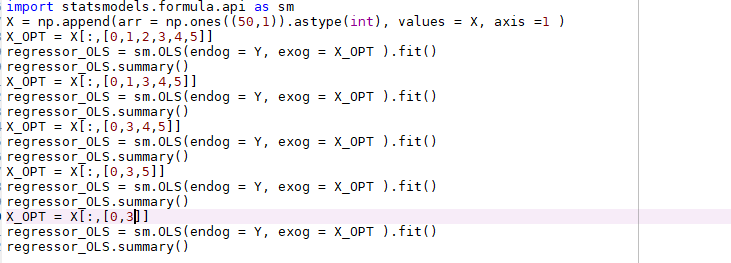 import statsmodels.formula.api as sm
X = np.append(arr = np.ones((50,1)).astype(int), values = X, axis =1 )
X_OPT = X[:,[0,1,2,3,4,5]]
regressor_OLS = sm.OLS(endog = Y, exog = X_OPT ).fit()
regressor_OLS.summary()
X_OPT = X[:,[0,1,3,4,5]]
regressor_OLS = sm.OLS(endog = Y, exog = X_OPT ).fit()
regressor_OLS.summary()
X_OPT = X[:,[0,3,4,5]]
regressor_OLS = sm.OLS(endog = Y, exog = X_OPT ).fit()
regressor_OLS.summary()
X_OPT = X[:,[0,3,5]]
regressor_OLS = sm.OLS(endog = Y, exog = X_OPT ).fit()
regressor_OLS.summary()
X_OPT = X[:,[0,3]]
regressor_OLS = sm.OLS(endog = Y, exog = X_OPT ).fit()
regressor_OLS.summary()